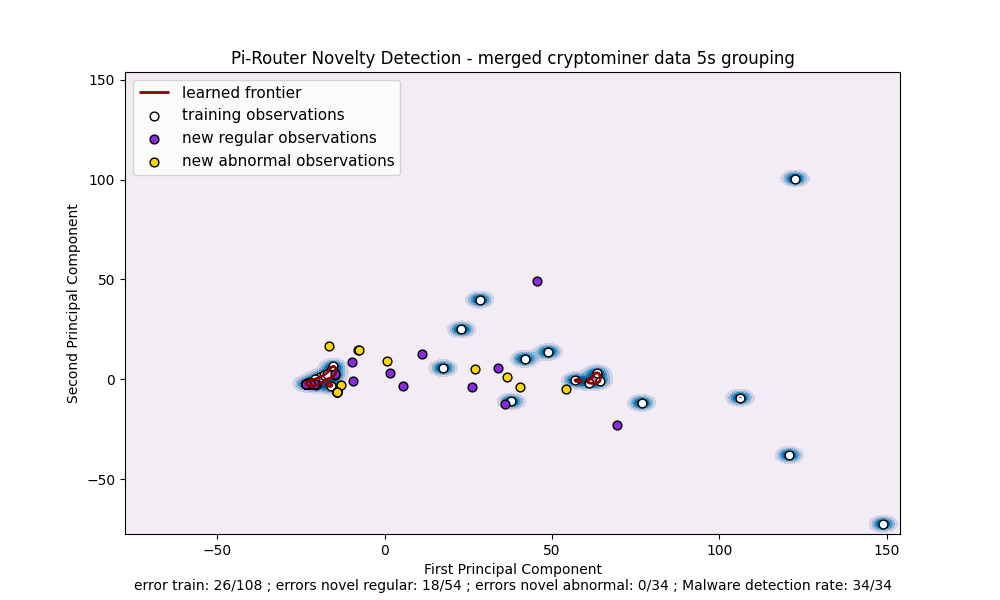 Pi-Router Novelty Detection - merged cryptominer data 5s grouping
learned frontier
training observations
new regular observations
new abnormal observations
150
100
50
0
−50
Second Principal Component
−50
0
50
100
150
First Principal Component
error train: 26/108 ; errors novel regular: 18/54 ; errors novel abnormal: 0/34 ; Malware detection rate: 34/34